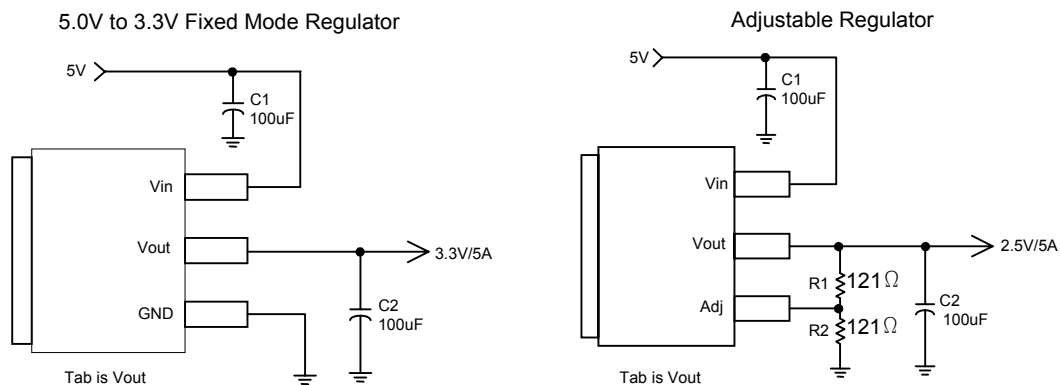 5.0V to 3.3V Fixed Mode Regulator
5V
C1
100uF
Vin
Vout
3.3V/5A
GND
C2
100uF
Tab is Vout
Adjustable Regulator
5V
C1
100uF
Vin
Vout
2.5V/5A
R1 121Ω
Adj
C2
100uF
R2 121Ω
Tab is Vout